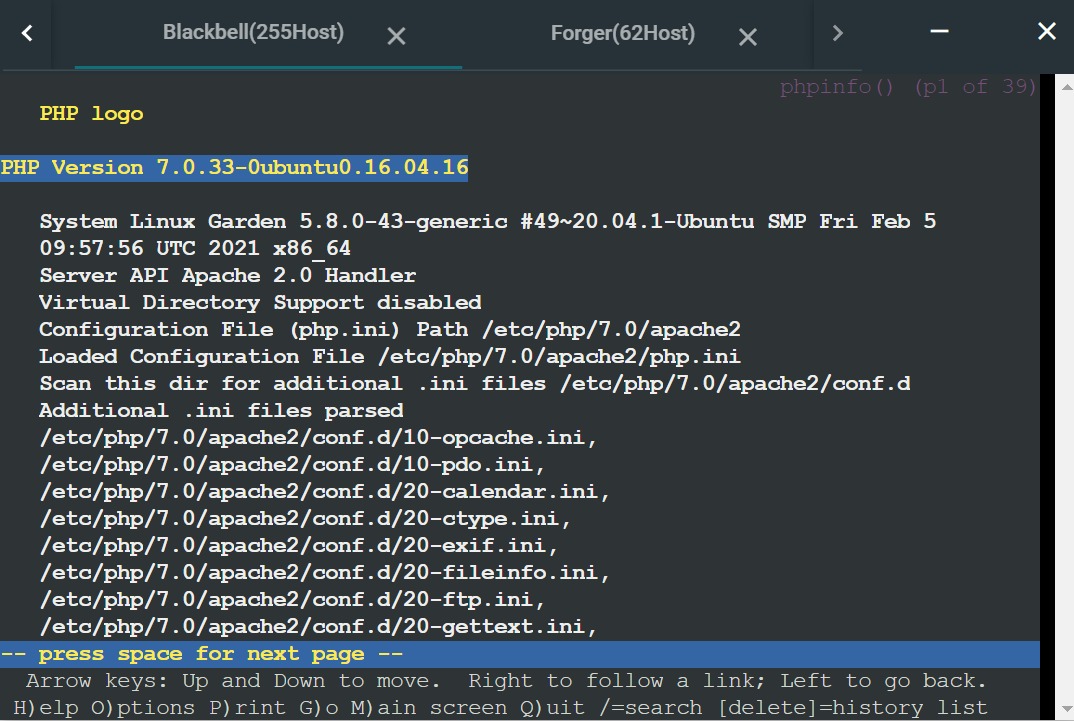 Blackbell(255Host) Forger(62Host)
phpinfo() (p1 of 39)
PHP logo
PHP Version 7.0.33-0ubuntu0.16.04.16
System Linux Garden 5.8.0-43-generic #49~20.04.1-Ubuntu SMP Fri Feb 5
09:57:56 UTC 2021 x86_64
Server API Apache 2.0 Handler
Virtual Directory Support disabled
Configuration File (php.ini) Path /etc/php/7.0/apache2
Loaded Configuration File /etc/php/7.0/apache2/php.ini
Scan this dir for additional .ini files /etc/php/7.0/apache2/conf.d
Additional .ini files parsed
/etc/php/7.0/apache2/conf.d/10-opcache.ini,
/etc/php/7.0/apache2/conf.d/10-pdo.ini,
/etc/php/7.0/apache2/conf.d/20-calendar.ini,
/etc/php/7.0/apache2/conf.d/20-ctype.ini,
/etc/php/7.0/apache2/conf.d/20-exif.ini,
/etc/php/7.0/apache2/conf.d/20-fileinfo.ini,
/etc/php/7.0/apache2/conf.d/20-ftp.ini,
/etc/php/7.0/apache2/conf.d/20-gettext.ini,
-- press space for next page --
Arrow keys: Up and Down to move. Right to follow a link; Left to go back.
H)elp O)ptions P)rint G)o M)ain screen Q)uit /=search [delete]=history list